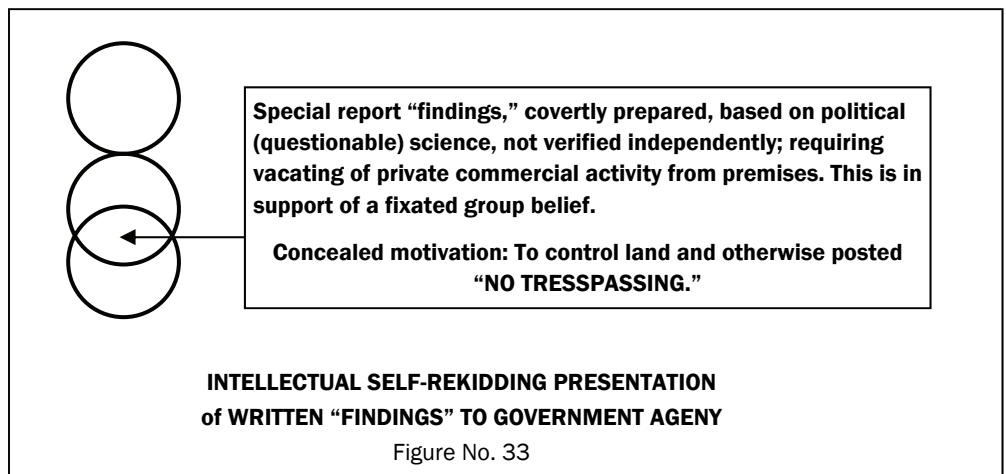 Special report “findings,” covertly prepared, based on political
(questionable) science, not verified independently; requiring
vacating of private commercial activity from premises. This is in
support of a fixated group belief.
Concealed motivation: To control land and otherwise posted
“NO TRESSPASSING.”
INTELLECTUAL SELF-REKIDDING PRESENTATION
of WRITTEN “FINDINGS” TO GOVERNMENT AGENY
Figure No. 33